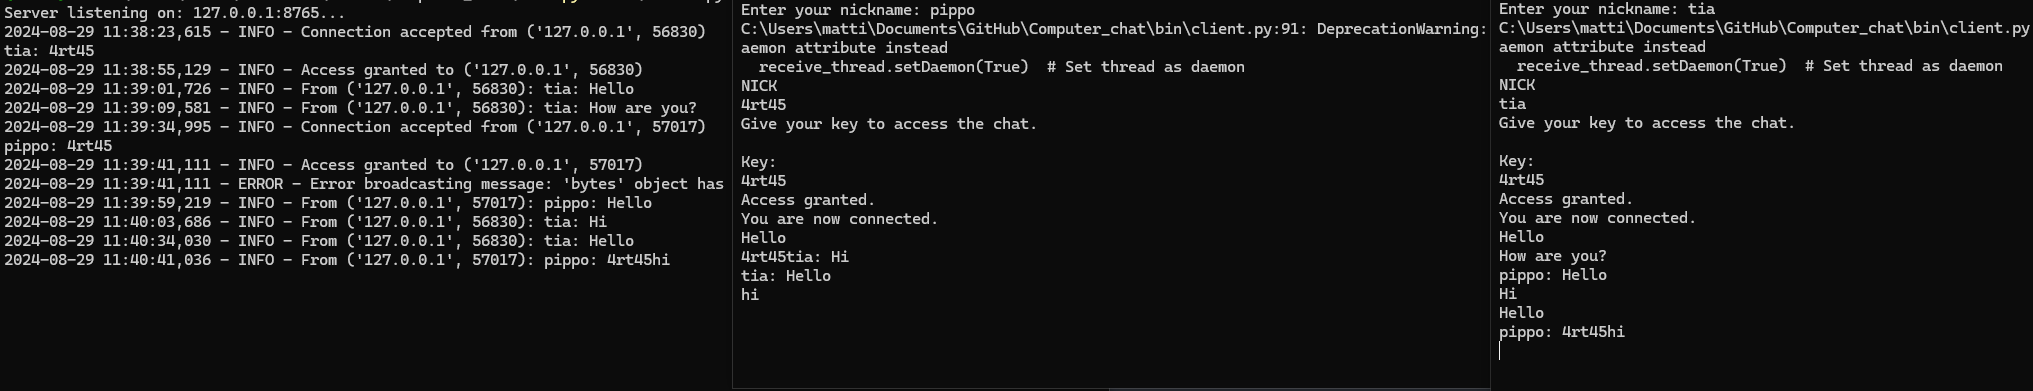 Server listening on: 127.0.0.1:8765...
2024-08-29 11:38:23,615 - INFO - Connection accepted from ('127.0.0.1', 56830)
tia: 4rt45
2024-08-29 11:38:55,129 - INFO - Access granted to ('127.0.0.1', 56830)
2024-08-29 11:39:01,726 - INFO - From ('127.0.0.1', 56830): tia: Hello
2024-08-29 11:39:09,581 - INFO - From ('127.0.0.1', 56830): tia: How are you?
2024-08-29 11:39:34,995 - INFO - Connection accepted from ('127.0.0.1', 57017)
pippo: 4rt45
2024-08-29 11:39:41,111 - INFO - Access granted to ('127.0.0.1', 57017)
2024-08-29 11:39:41,111 - ERROR - Error broadcasting message: 'bytes' object has
2024-08-29 11:39:59,219 - INFO - From ('127.0.0.1', 57017): pippo: Hello
2024-08-29 11:40:03,686 - INFO - From ('127.0.0.1', 56830): tia: Hi
2024-08-29 11:40:34,030 - INFO - From ('127.0.0.1', 56830): tia: Hello
2024-08-29 11:40:41,036 - INFO - From ('127.0.0.1', 57017): pippo: 4rt45hi
Enter your nickname: pippo
C:\Users\matti\Documents\GitHub\Computer_chat\bin\client.py:91: DeprecationWarning:
aemon attribute instead
  receive_thread.setDaemon(True)  # Set thread as daemon
NICK
4rt45
Give your key to access the chat.

Key:
4rt45
Access granted.
You are now connected.
Hello
4rt45tia: Hi
tia: Hello
hi
Enter your nickname: tia
C:\Users\matti\Documents\GitHub\Computer_chat\bin\client.py
aemon attribute instead
  receive_thread.setDaemon(True)  # Set thread as daemon
NICK
tia
Give your key to access the chat.

Key:
4rt45
Access granted.
You are now connected.
Hello
How are you?
pippo: Hello
Hi
Hello
pippo: 4rt45hi